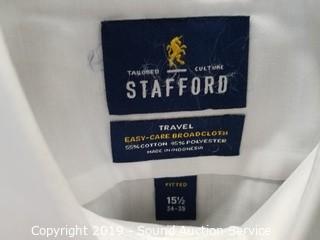 TAILORED CULTURE
STAFFORD
TRAVEL
EASY-CARE BROADCLOTH
55% COTTON 45% POLYESTER
MADE IN INDONESIA
FITTED
15½
34-35
Copyright 2019 - Sound Auction Service